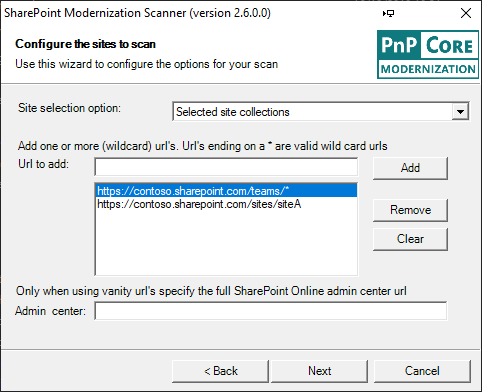 SharePoint Modernization Scanner (version 2.6.0.0)
Configure the sites to scan
Use this wizard to configure the options for your scan
PnP Core
MODERNIZATION
Site selection option:
Selected site collections
Add one or more (wildcard) url's. Url's ending on a * are valid wild card urls
Url to add:
Add
https://contoso.sharepoint.com/teams/*
https://contoso.sharepoint.com/sites/siteA
Remove
Clear
Only when using vanity url's specify the full SharePoint Online admin center url
Admin center:
< Back
Next
Cancel